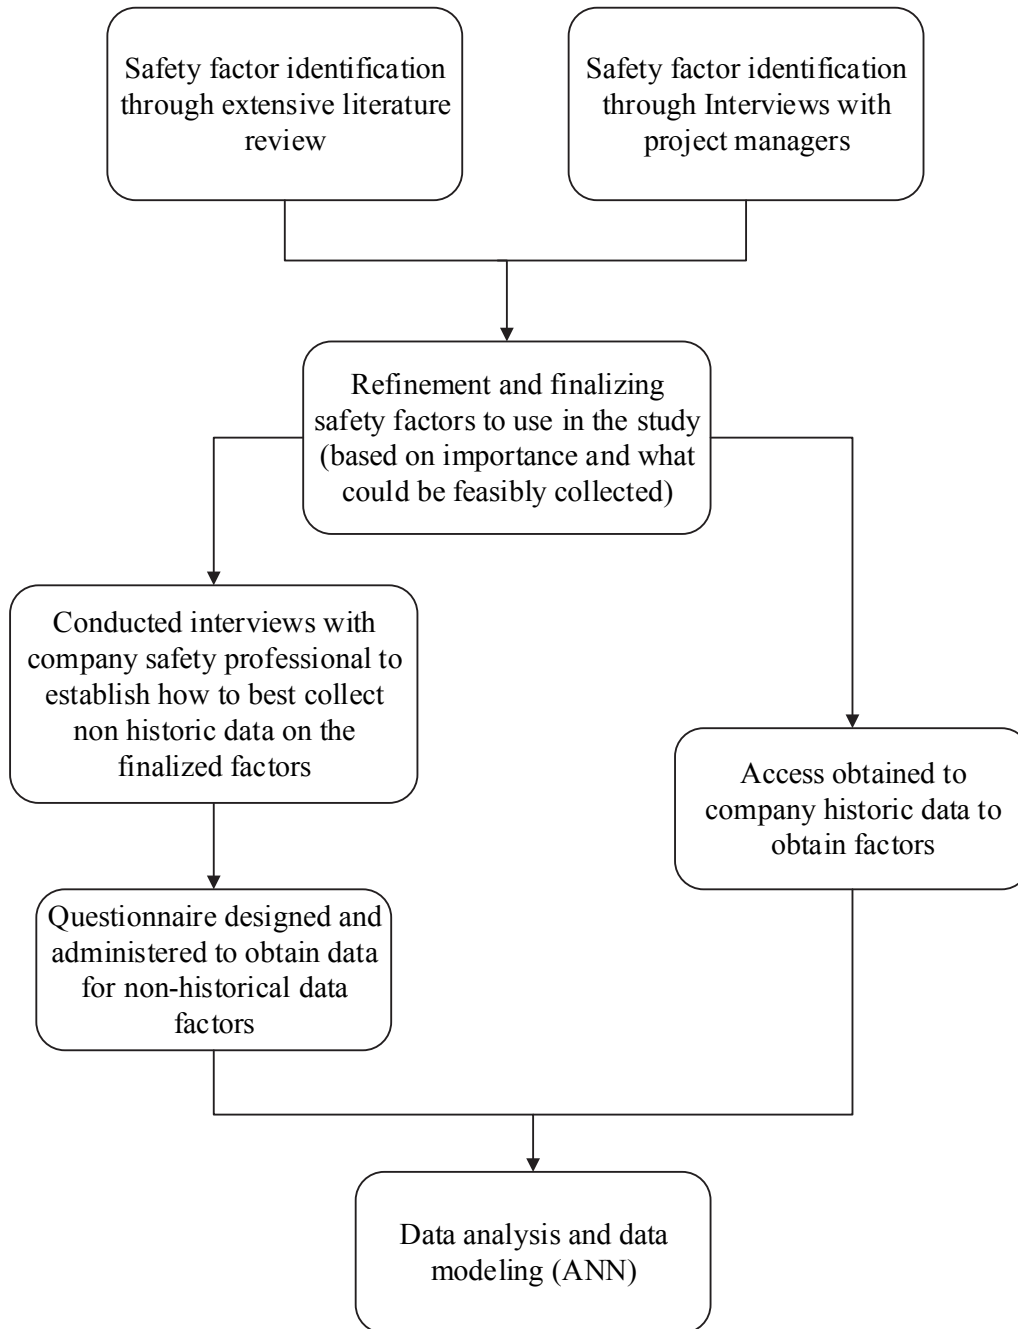 Safety factor identification
through extensive literature
review
Safety factor identification
through Interviews with
project managers
Refinement and finalizing
safety factors to use in the study
(based on importance and what
could be feasibly collected)
Conducted interviews with
company safety professional to
establish how to best collect
non historic data on the
finalized factors
Access obtained to
company historic data to
obtain factors
Questionnaire designed and
administered to obtain data
for non-historical data
factors
Data analysis and data
modeling (ANN)